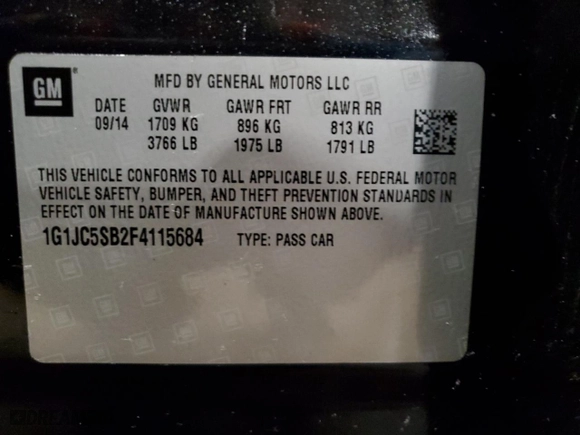 GM
MFD BY GENERAL MOTORS LLC
DATE GVWR GAWR FRT GAWR RR
09/14 1709 KG 896 KG 813 KG
3766 LB 1975 LB 1791 LB
THIS VEHICLE CONFORMS TO ALL APPLICABLE U.S. FEDERAL MOTOR
VEHICLE SAFETY, BUMPER, AND THEFT PREVENTION STANDARDS IN
EFFECT ON THE DATE OF MANUFACTURE SHOWN ABOVE.
1G1JC5SB2F4115684 TYPE: PASS CAR